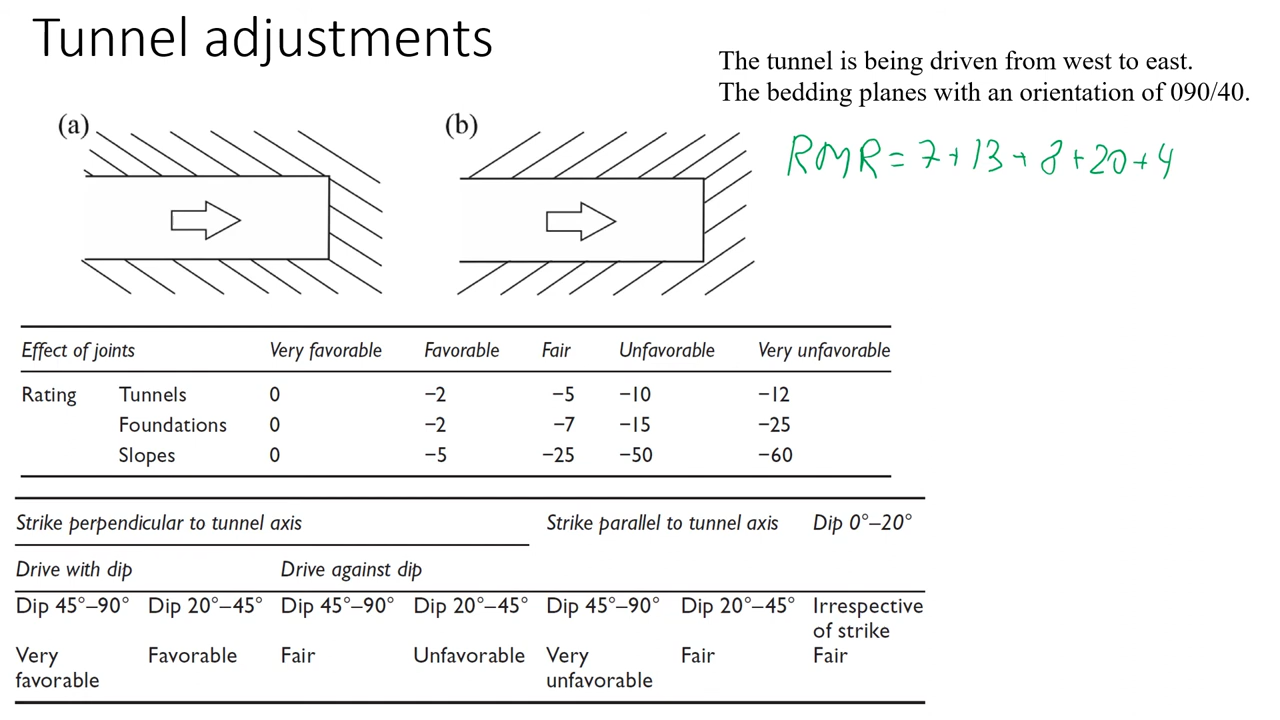 Tunnel adjustments
The tunnel is being driven from west to east.
The bedding planes with an orientation of 090/40.
RMR = 7+13+8+20+4
(a)
(b)
Effect of joints Very favorable Favorable Fair Unfavorable Very unfavorable
Rating Tunnels 0 −2 −5 −10 −12
Foundations 0 −2 −7 −15 −25
Slopes 0 −5 −25 −50 −60
Strike perpendicular to tunnel axis Strike parallel to tunnel axis Dip 0°–20°
Drive with dip Drive against dip
Dip 45°–90° Dip 20°–45° Dip 45°–90° Dip 20°–45° Dip 45°–90° Dip 20°–45° Irrespective
of strike
Very Favorable Fair Unfavorable Very Fair Fair
favorable unfavorable